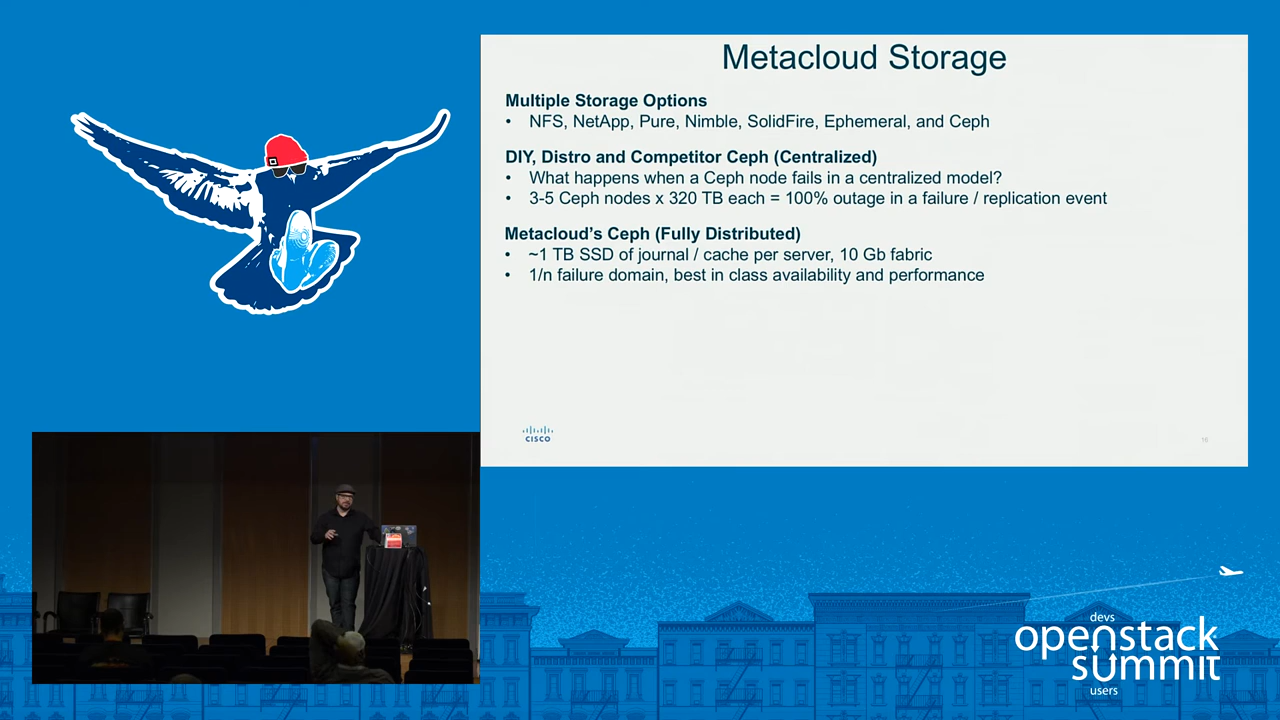 Metacloud Storage
Multiple Storage Options
• NFS, NetApp, Pure, Nimble, SolidFire, Ephemeral, and Ceph
DIY, Distro and Competitor Ceph (Centralized)
• What happens when a Ceph node fails in a centralized model?
• 3-5 Ceph nodes x 320 TB each = 100% outage in a failure / replication event
Metacloud's Ceph (Fully Distributed)
• ~1 TB SSD of journal / cache per server, 10 Gb fabric
• 1/n failure domain, best in class availability and performance
CISCO
16
devs
openstack
summit
users